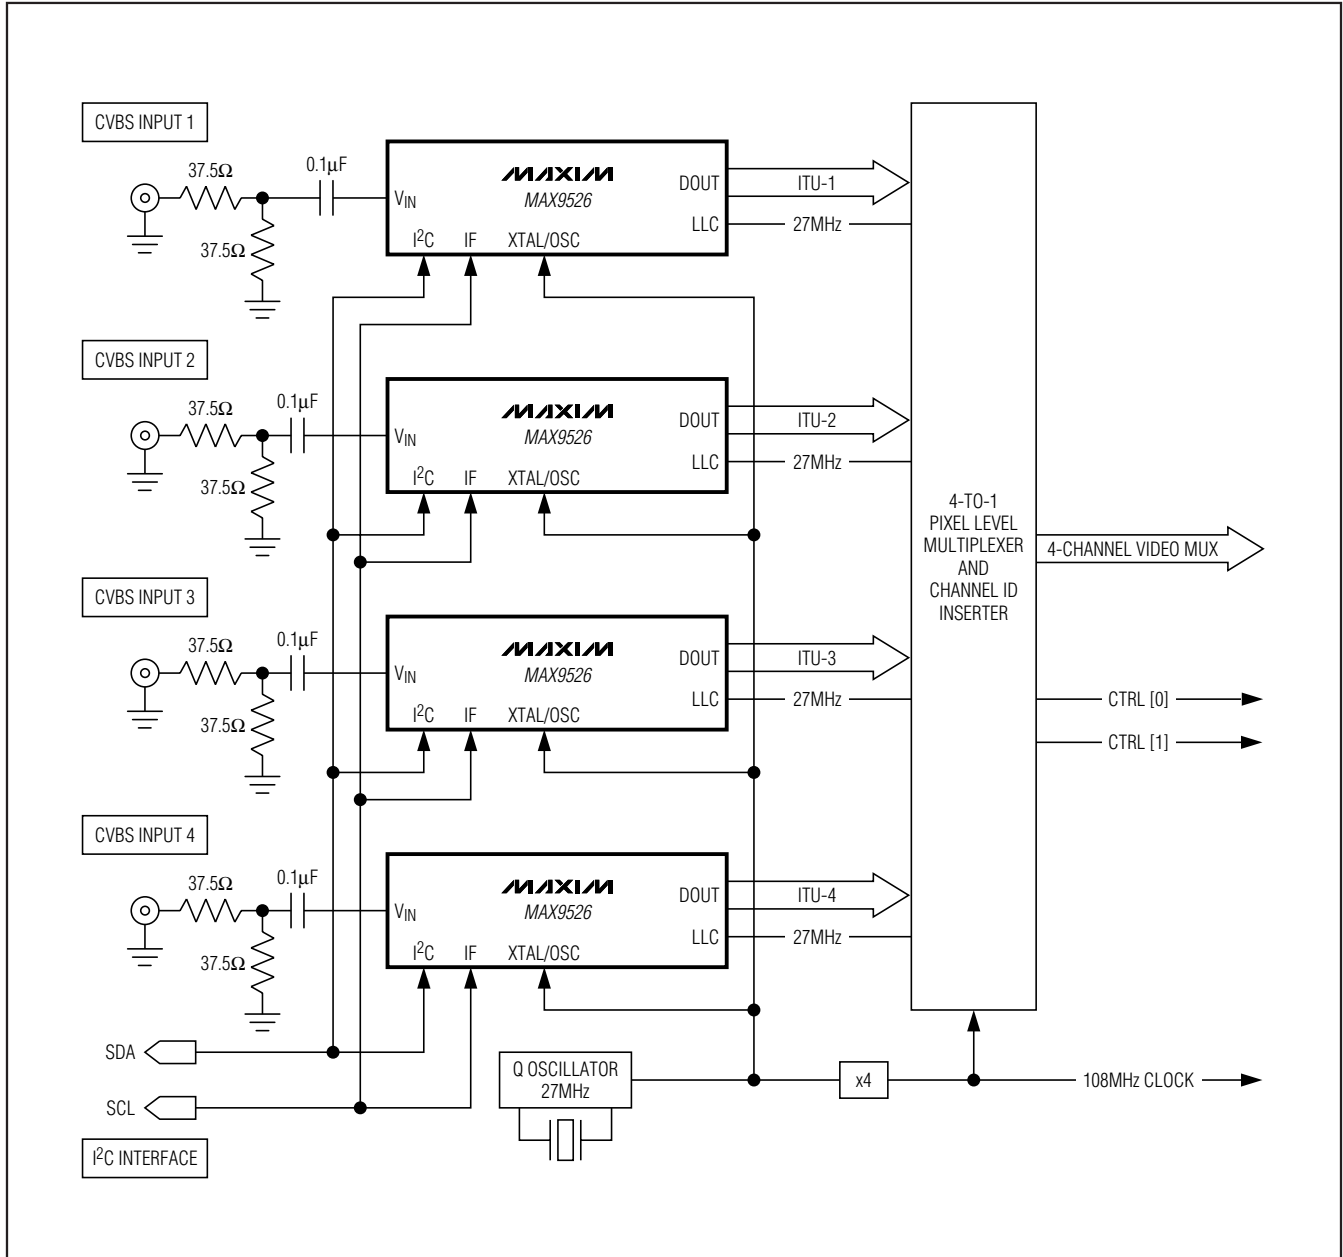 CVBS INPUT 1
37.5Ω
0.1µF
37.5Ω
VIN
MAXIM
MAX9526
DOUT
LLC
I2C IF XTAL/OSC
ITU-1
27MHz
CVBS INPUT 2
37.5Ω
0.1µF
37.5Ω
VIN
MAXIM
MAX9526
DOUT
LLC
I2C IF XTAL/OSC
ITU-2
27MHz
CVBS INPUT 3
37.5Ω
0.1µF
37.5Ω
VIN
MAXIM
MAX9526
DOUT
LLC
I2C IF XTAL/OSC
ITU-3
27MHz
CVBS INPUT 4
37.5Ω
0.1µF
37.5Ω
VIN
MAXIM
MAX9526
DOUT
LLC
I2C IF XTAL/OSC
ITU-4
27MHz
4-TO-1
PIXEL LEVEL
MULTIPLEXER
AND
CHANNEL ID
INSERTER
4-CHANNEL VIDEO MUX
CTRL [0]
CTRL [1]
SDA
SCL
I2C INTERFACE
Q OSCILLATOR
27MHz
x4
108MHz CLOCK